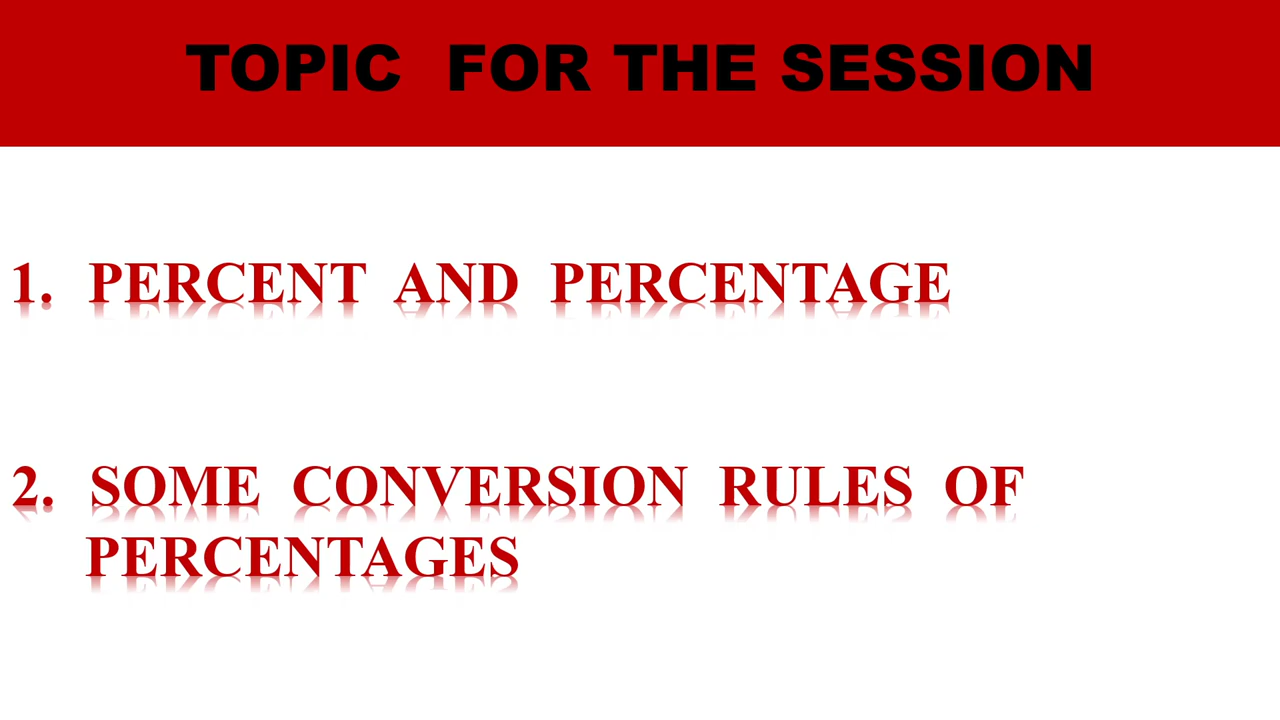 TOPIC FOR THE SESSION
1. PERCENT AND PERCENTAGE
2. SOME CONVERSION RULES OF
PERCENTAGES